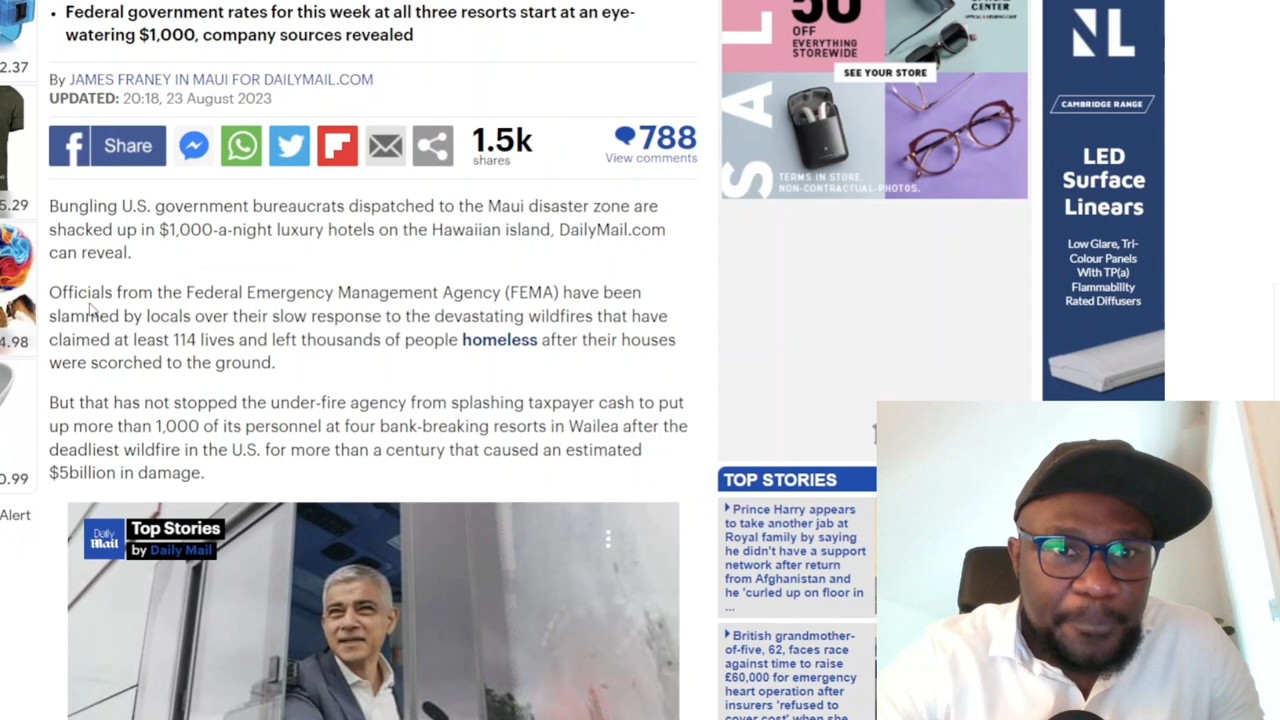 Federal government rates for this week at all three resorts start at an eye-
watering $1,000, company sources revealed
By JAMES FRANEY IN MAUI FOR DAILYMAIL.COM
UPDATED: 20:18, 23 August 2023
Share
1.5k
shares
788
View comments
Bungling U.S. government bureaucrats dispatched to the Maui disaster zone are
shacked up in $1,000-a-night luxury hotels on the Hawaiian island, DailyMail.com
can reveal.
Officials from the Federal Emergency Management Agency (FEMA) have been
slammed by locals over their slow response to the devastating wildfires that have
claimed at least 114 lives and left thousands of people homeless after their houses
were scorched to the ground.
But that has not stopped the under-fire agency from splashing taxpayer cash to put
up more than 1,000 of its personnel at four bank-breaking resorts in Wailea after the
deadliest wildfire in the U.S. for more than a century that caused an estimated
$5billion in damage.
Daily Mail
Top Stories
by Daily Mail
2.37
5.29
4.98
0.99
Alert
50
OFF
EVERYTHING
STOREWIDE
CENTER
SEE YOUR STORE
SAL
TERMS IN STORE.
NON-CONTRACTUAL PHOTOS.
NL
CAMBRIDGE RANGE
LED
Surface
Linears
Low Glare, Tri-
Colour Panels
With TP(a)
Flammability
Rated Diffusers
TOP STORIES
Prince Harry appears
to take another jab at
Royal family by saying
he didn't have a support
network after return
from Afghanistan and
he 'curled up on floor in
...
British grandmother-
of-five, 62, faces race
against time to raise
£60,000 for emergency
heart operation after
insurers 'refused to
cover cost' when she